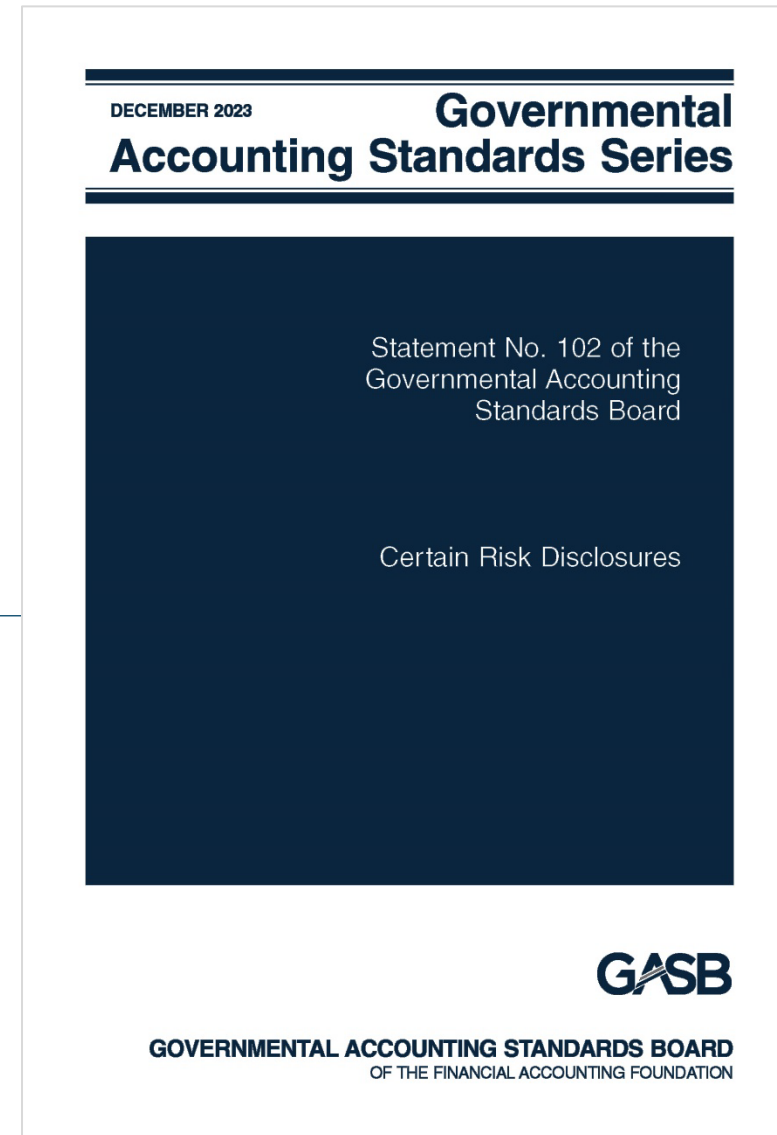 DECEMBER 2023
Governmental
Accounting Standards Series
Statement No. 102 of the
Governmental Accounting
Standards Board
Certain Risk Disclosures
GASB
GOVERNMENTAL ACCOUNTING STANDARDS BOARD
OF THE FINANCIAL ACCOUNTING FOUNDATION